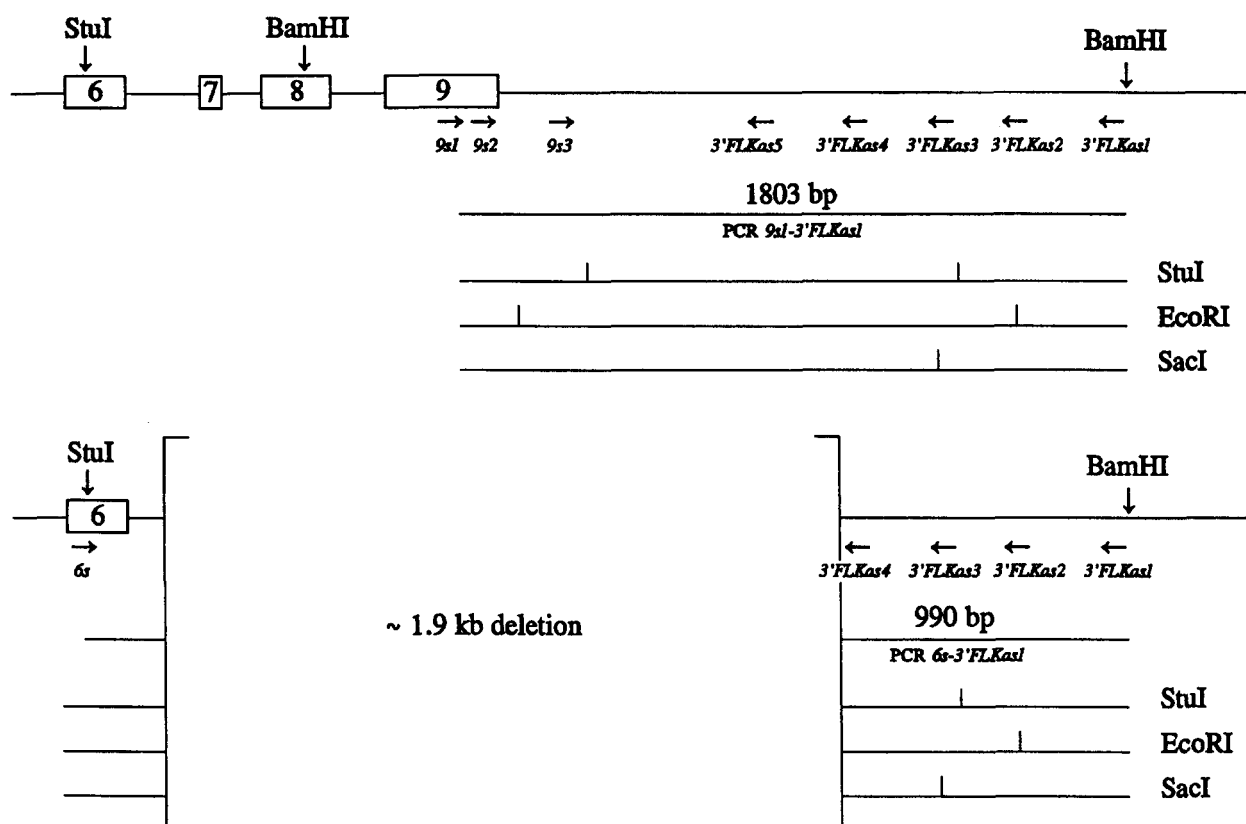 StuI BamHI BamHI
6 7 8 9
9s1 9s2 9s3 3'FLKas5 3'FLKas4 3'FLKas3 3'FLKas2 3'FLKas1
1803 bp
PCR 9s1-3'FLKas1
StuI
EcoRI
SacI
StuI BamHI
6
6s 3'FLKas4 3'FLKas3 3'FLKas2 3'FLKas1
~ 1.9 kb deletion 990 bp
PCR 6s-3'FLKas1
StuI
EcoRI
SacI